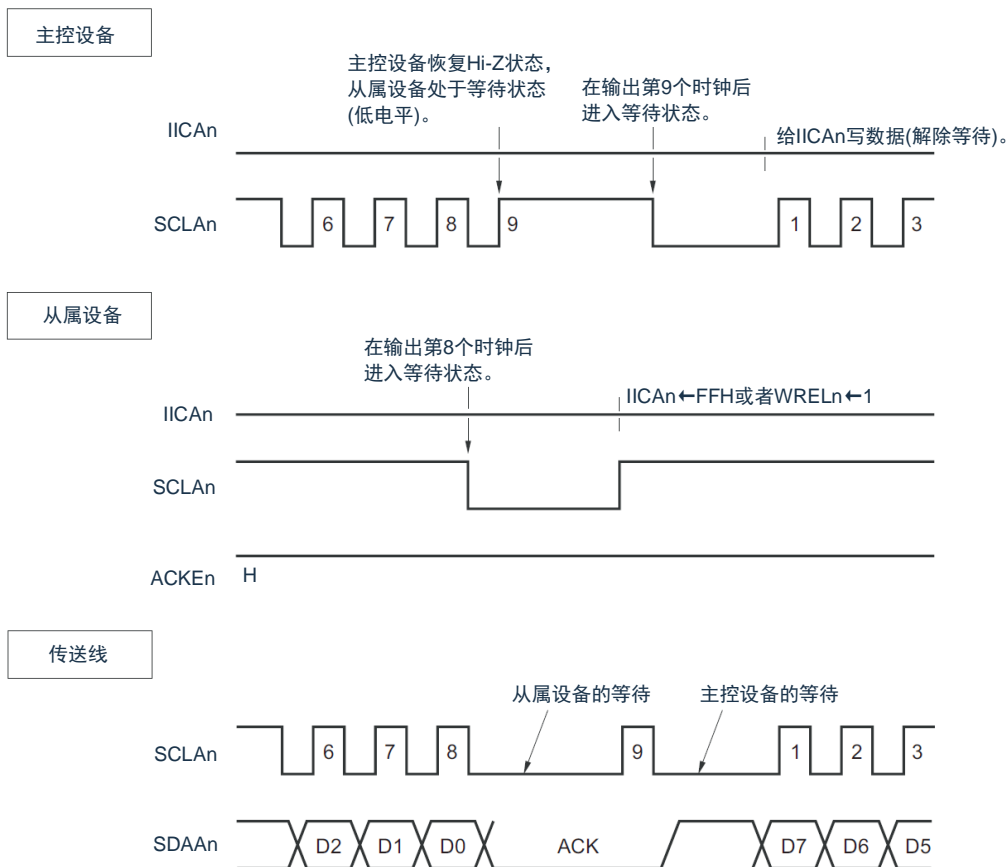 主控设备
主控设备恢复Hi-Z状态，
从属设备处于等待状态
(低电平)。
在输出第9个时钟后
进入等待状态。
给IICAn写数据(解除等待)。
IICAn
SCLAn
6 7 8 9 1 2 3
从属设备
在输出第8个时钟后
进入等待状态。
IICAn←FFH或者WRELn←1
IICAn
SCLAn
ACKEn H
传送线
从属设备的等待 主控设备的等待
SCLAn 6 7 8 9 1 2 3
SDAAn D2 D1 D0 ACK D7 D6 D5